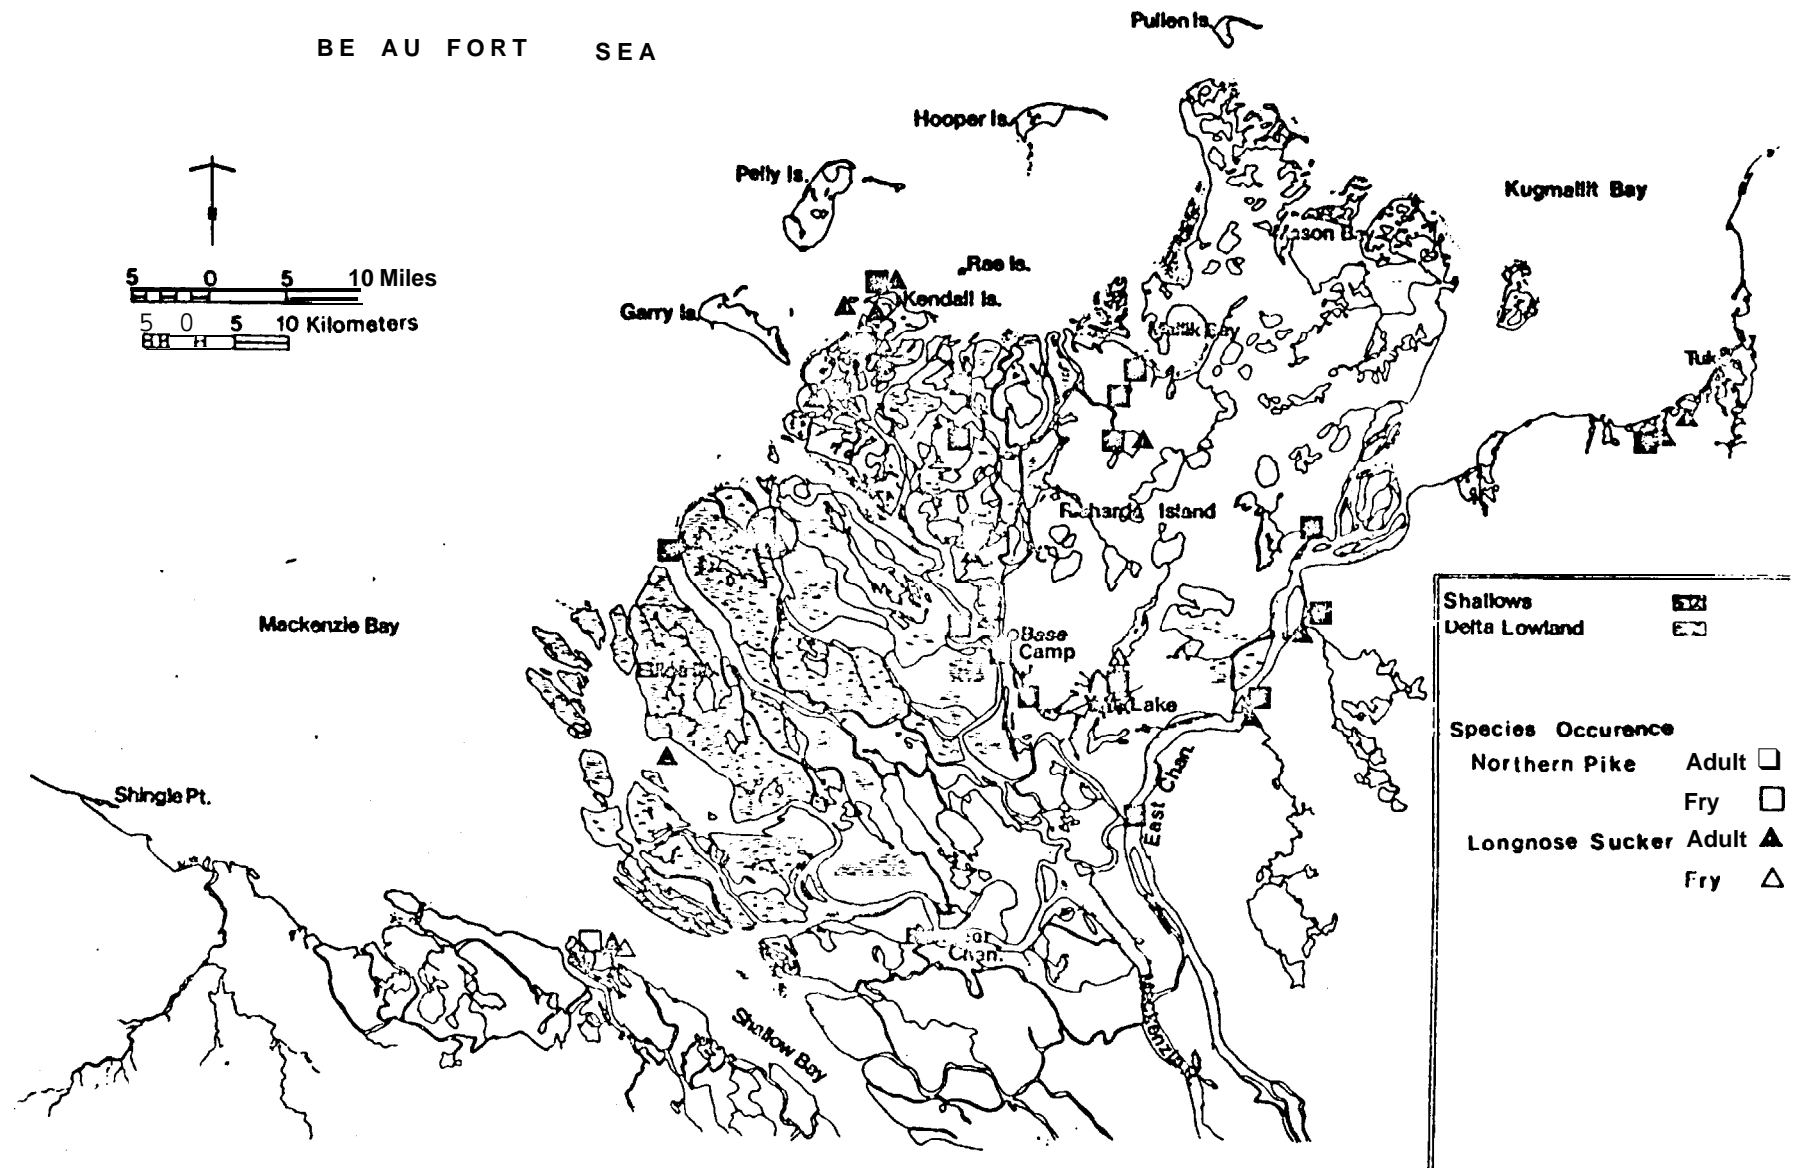 Pullen Is.
BE AU FORT SEA
Hooper Is.
Pelly Is.
Kugmallit Bay
Rae Is.
5 0 5 10 Miles
Kendall Is.
Garry Is.
5 0 5 10 Kilometers
Mallik Bay
Tuk
Richards Island
Shallows
Delta Lowland
Mackenzie Bay
Base
Camp
Lake
Species Occurence
Northern Pike Adult
Fry
Longnose Sucker Adult
Fry
East Chan.
Shingle Pt.
Chan.
Shallow Bay